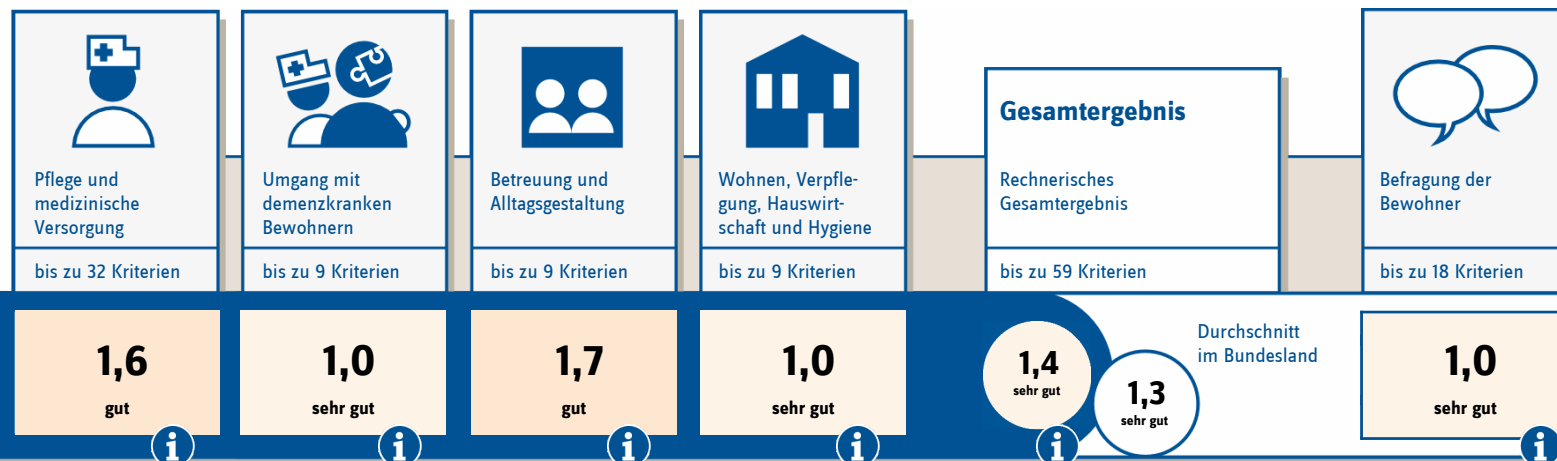 Pflege und
medizinische
Versorgung
bis zu 32 Kriterien
1,6
gut
i
Umgang mit
demenzkranken
Bewohnern
bis zu 9 Kriterien
1,0
sehr gut
i
Betreuung und
Alltagsgestaltung
bis zu 9 Kriterien
1,7
gut
i
Wohnen, Verpfle-
gung, Hauswirt-
schaft und Hygiene
bis zu 9 Kriterien
1,0
sehr gut
i
Gesamtergebnis
Rechnerisches
Gesamtergebnis
bis zu 59 Kriterien
1,4
sehr gut
i
1,3
sehr gut
Durchschnitt
im Bundesland
Befragung der
Bewohner
bis zu 18 Kriterien
1,0
sehr gut
i